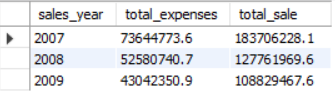 sales_year total_expenses total_sale
2007 73644773.6 183706228.1
2008 52580740.7 127761969.6
2009 43042350.9 108829467.6